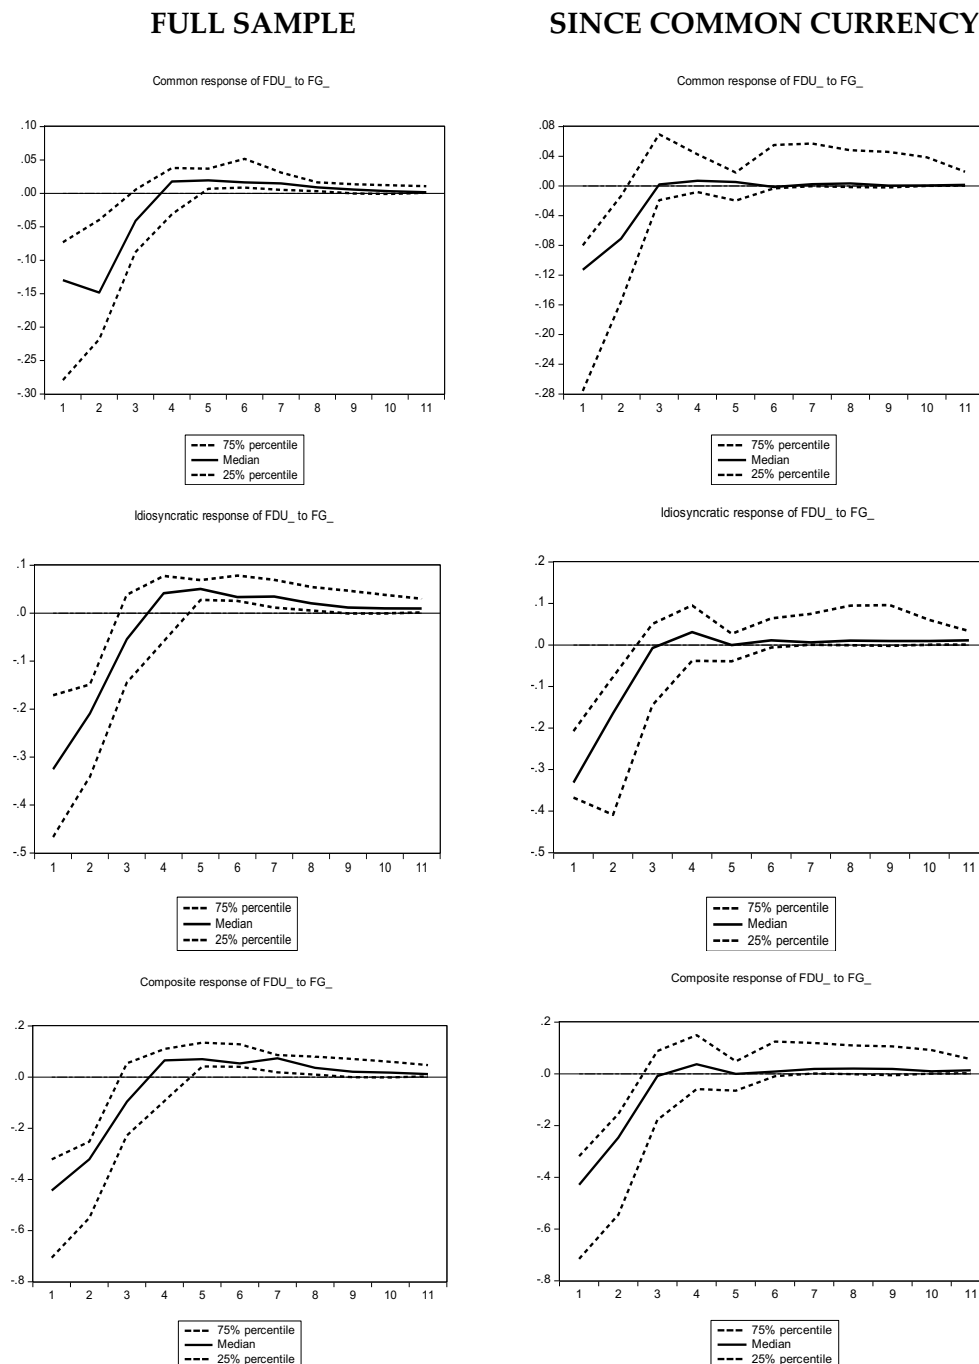 FULL SAMPLE
SINCE COMMON CURRENCY
Common response of FDU_ to FG_
.10
.05
.00
-.05
-.10
-.15
-.20
-.25
-.30
1 2 3 4 5 6 7 8 9 10 11
75% percentile
Median
25% percentile
Common response of FDU_ to FG_
.08
.04
.00
-.04
-.08
-.12
-.16
-.20
-.24
-.28
1 2 3 4 5 6 7 8 9 10 11
75% percentile
Median
25% percentile
Idiosyncratic response of FDU_ to FG_
.1
.0
-.1
-.2
-.3
-.4
-.5
1 2 3 4 5 6 7 8 9 10 11
75% percentile
Median
25% percentile
Idiosyncratic response of FDU_ to FG_
.2
.1
.0
-.1
-.2
-.3
-.4
-.5
1 2 3 4 5 6 7 8 9 10 11
75% percentile
Median
25% percentile
Composite response of FDU_ to FG_
.2
.0
-.2
-.4
-.6
-.8
1 2 3 4 5 6 7 8 9 10 11
75% percentile
Median
25% percentile
Composite response of FDU_ to FG_
.2
.0
-.2
-.4
-.6
-.8
1 2 3 4 5 6 7 8 9 10 11
75% percentile
Median
25% percentile